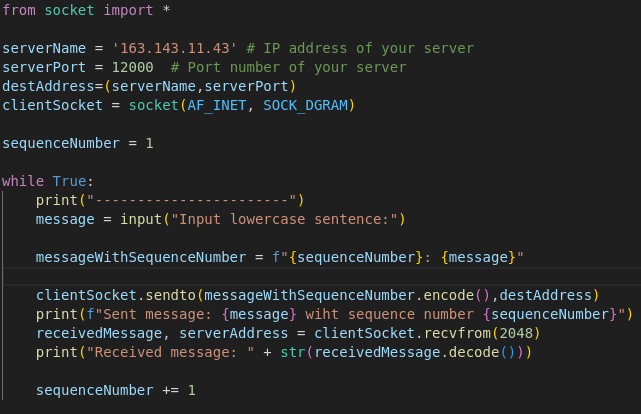 from socket import *
serverName = '163.143.11.43' # IP address of your server
serverPort = 12000  # Port number of your server
destAddress=(serverName,serverPort)
clientSocket = socket(AF_INET, SOCK_DGRAM)
sequenceNumber = 1
while True:
    print("-----------------------")
    message = input("Input lowercase sentence:")
    messageWithSequenceNumber = f"{sequenceNumber}: {message}"
    clientSocket.sendto(messageWithSequenceNumber.encode(),destAddress)
    print(f"Sent message: {message} wiht sequence number {sequenceNumber}")
    receivedMessage, serverAddress = clientSocket.recvfrom(2048)
    print("Received message: " + str(receivedMessage.decode()))
    sequenceNumber += 1